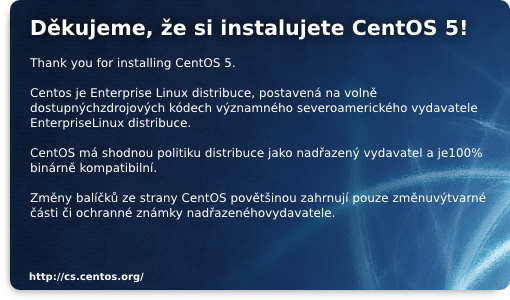 Děkujeme, že si instalujete CentOS 5!
Thank you for installing CentOS 5.
Centos je Enterprise Linux distribuce, postavená na volně
dostupnýchzdrojových kódech významného severoamerického vydavatele
EnterpriseLinux distribuce.
CentOS má shodnou politiku distribuce jako nadřazený vydavatel a je100%
binárně kompatibilní.
Změny balíčků ze strany CentOS povětšinou zahrnují pouze změnuvýtvarné
části či ochranné známky nadřazenéhovydavatele.
http://cs.centos.org/